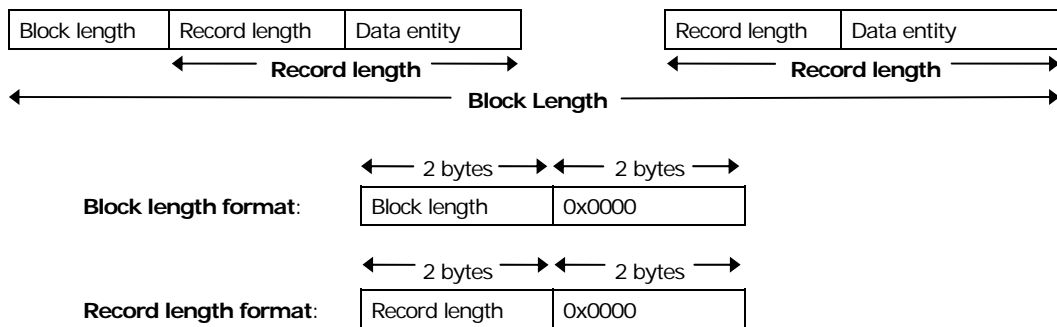 Block length Record length Data entity Record length Data entity
Record length Record length
Block Length
2 bytes 2 bytes
Block length format: Block length 0x0000
2 bytes 2 bytes
Record length format: Record length 0x0000